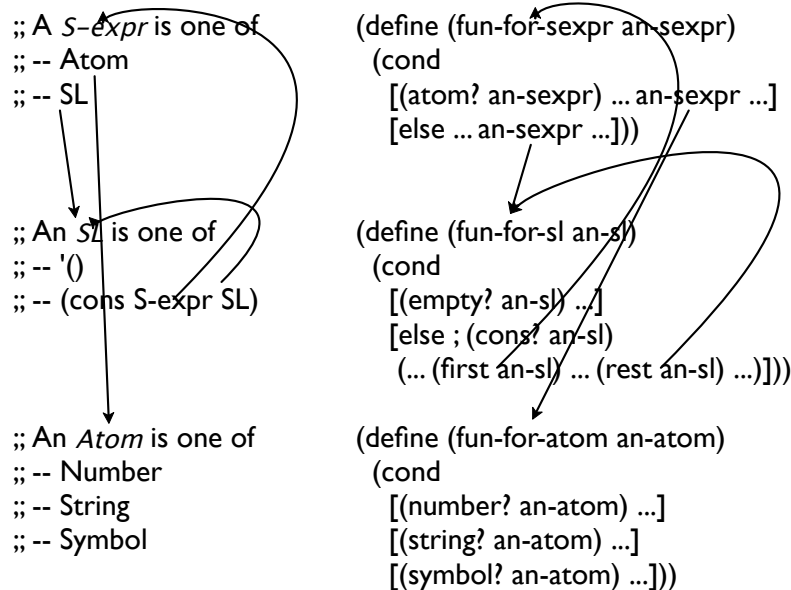 ;; A S-expr is one of
;; -- Atom
;; -- SL
;; An SL is one of
;; -- '()
;; -- (cons S-expr SL)
;; An Atom is one of
;; -- Number
;; -- String
;; -- Symbol
(define (fun-for-sexpr an-sexpr)
(cond
[(atom? an-sexpr) ... an-sexpr ...]
[else ... an-sexpr ...]))
(define (fun-for-sl an-sl)
(cond
[(empty? an-sl) ...]
[else ; (cons? an-sl)
(... (first an-sl) ... (rest an-sl) ...)]))
(define (fun-for-atom an-atom)
(cond
[(number? an-atom) ...]
[(string? an-atom) ...]
[(symbol? an-atom) ...]))